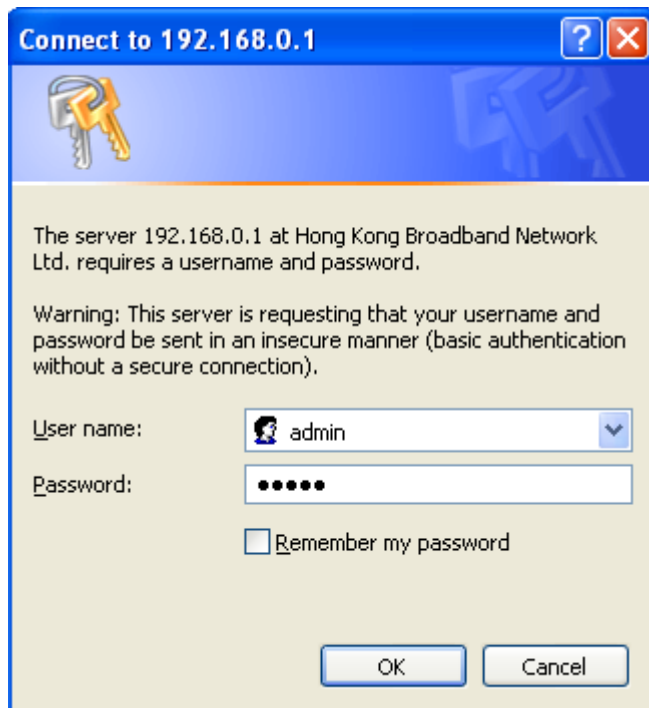 Connect to 192.168.0.1
The server 192.168.0.1 at Hong Kong Broadband Network
Ltd. requires a username and password.
Warning: This server is requesting that your username and
password be sent in an insecure manner (basic authentication
without a secure connection).
User name:
admin
Password:
•••••
Remember my password
OK
Cancel